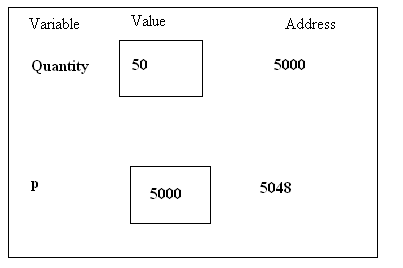 Variable Value Address
Quantity 50 5000
p 5000 5048